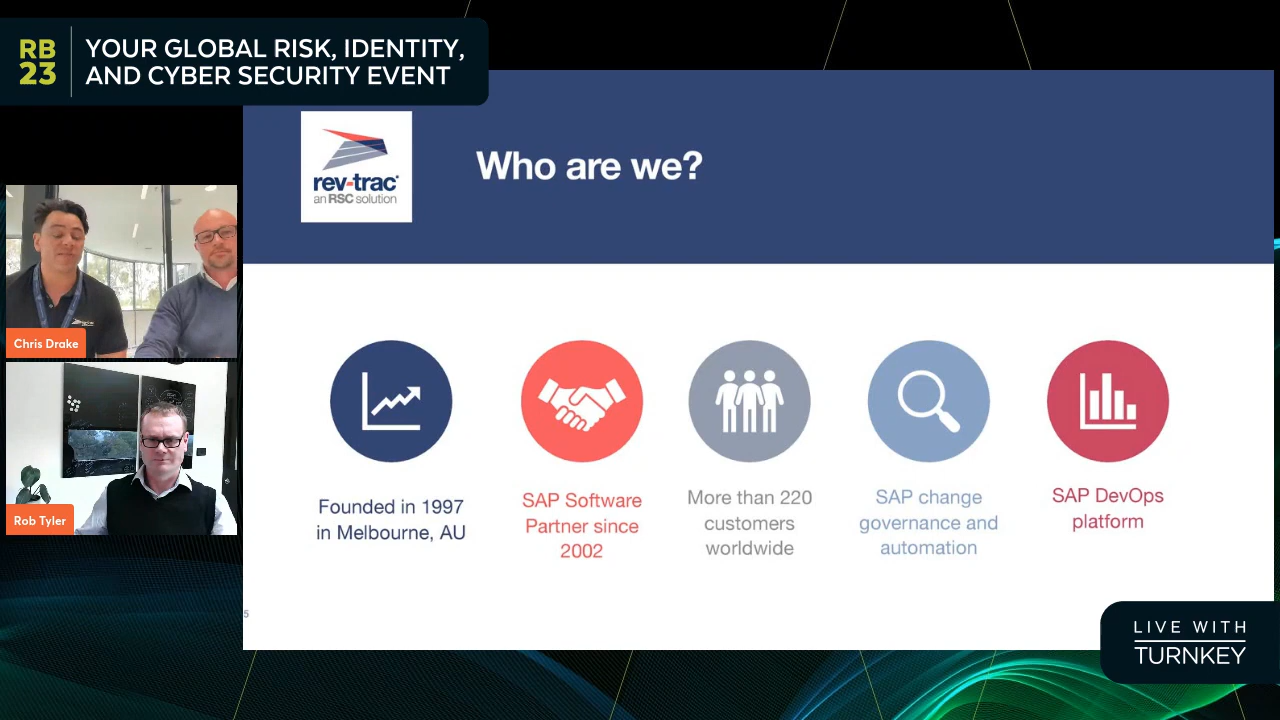 RB
23
YOUR GLOBAL RISK, IDENTITY,
AND CYBER SECURITY EVENT
rev-trac
an RSC solution
Who are we?
Chris Drake
Rob Tyler
Founded in 1997
in Melbourne, AU
SAP Software
Partner since
2002
More than 220
customers
worldwide
SAP change
governance and
automation
SAP DevOps
platform
5
LIVE WITH
TURNKEY